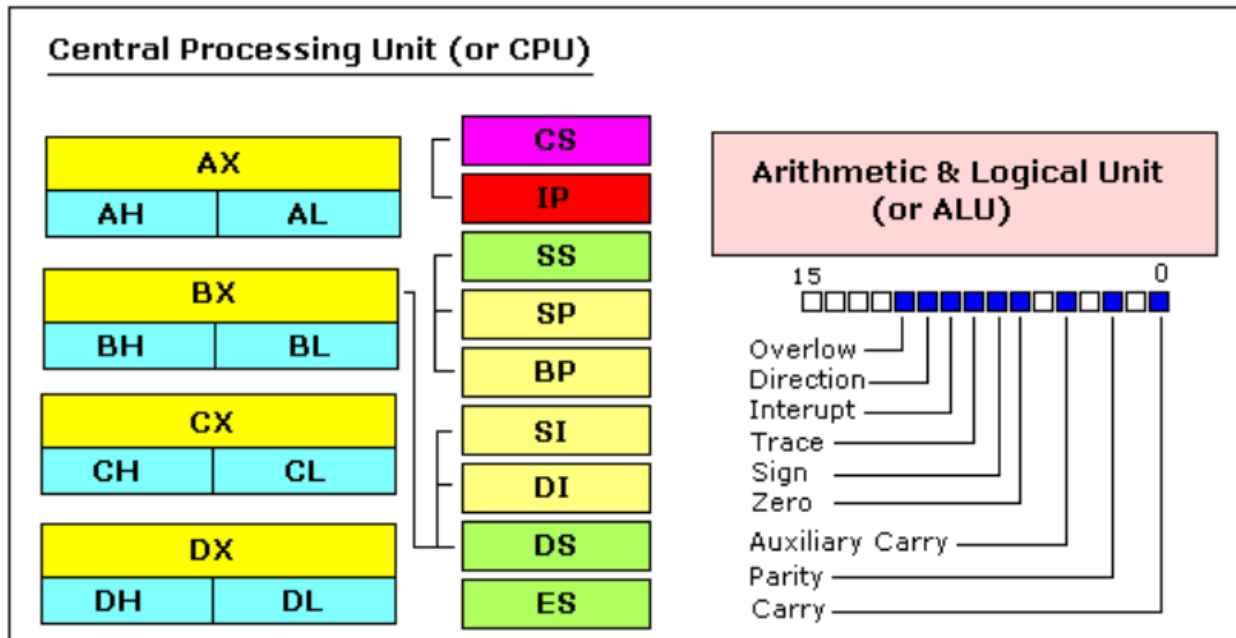 Central Processing Unit (or CPU)
AX
AH AL
BX
BH BL
CX
CH CL
DX
DH DL
CS
IP
SS
SP
BP
SI
DI
DS
ES
Arithmetic & Logical Unit
(or ALU)
15 0
Overlow
Direction
Interupt
Trace
Sign
Zero
Auxiliary Carry
Parity
Carry